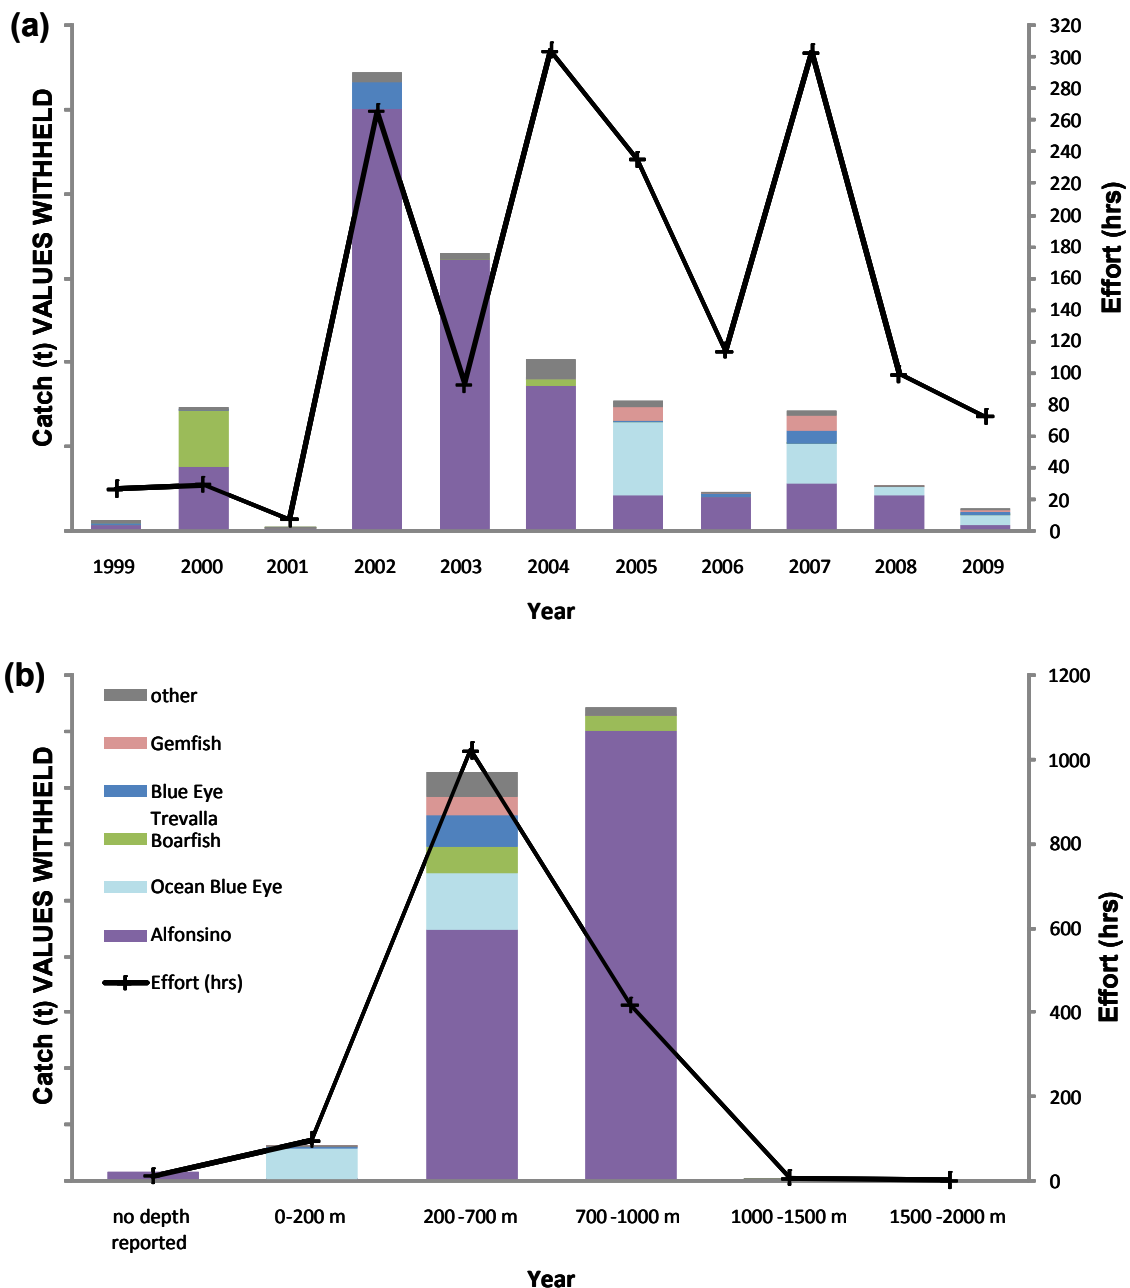 (a)
Catch (t) VALUES WITHHELD
320
300
280
260
240
220
200
180
160
140
120
100
80
60
40
20
0
Effort (hrs)
1999 2000 2001 2002 2003 2004 2005 2006 2007 2008 2009
Year
(b)
Catch (t) VALUES WITHHELD
other
Gemfish
Blue Eye
Trevalla
Boarfish
Ocean Blue Eye
Alfonsino
Effort (hrs)
1200
1000
800
600
400
200
0
Effort (hrs)
no depth 0-200 m 200 -700 m 700 -1000 m 1000 -1500 m 1500 -2000 m
reported
Year